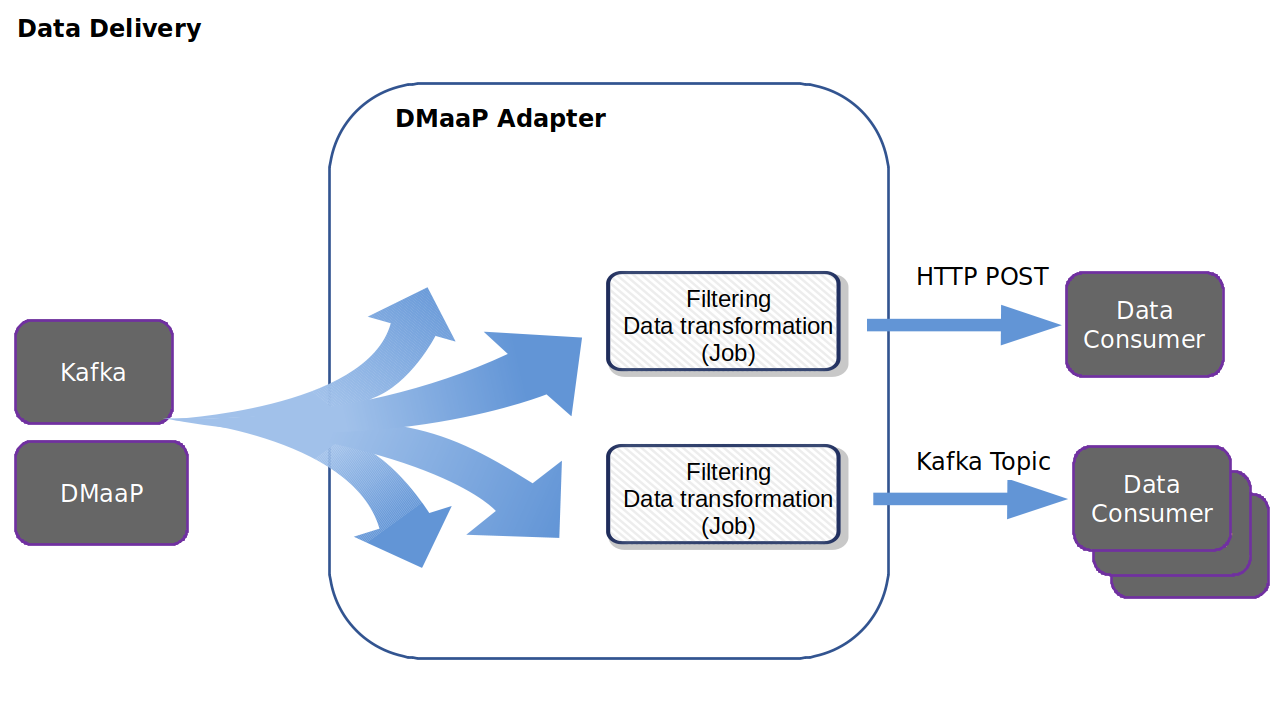 Data Delivery
DMaaP Adapter
Kafka
DMaaP
Filtering
Data transformation
(Job)
HTTP POST
Data
Consumer
Filtering
Data transformation
(Job)
Kafka Topic
Data
Consumer